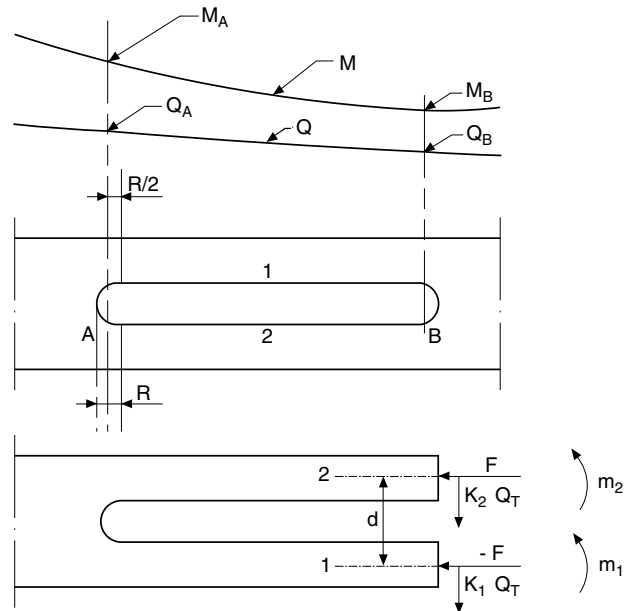 M_A
M
M_B
Q_A
Q
Q_B
R/2
1
A
2
B
R
2
F
m_2
K_2 Q_T
d
- F
m_1
1
K_1 Q_T